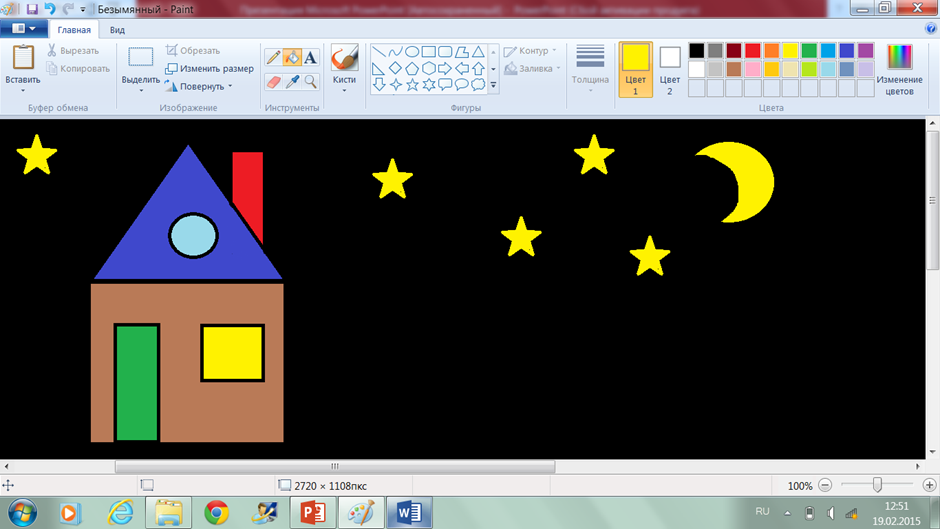 Безымянный - Paint
Главная Вид
Вставить
Вырезать
Копировать
Буфер обмена
Выделить
Обрезать
Изменить размер
Повернуть
Изображение
A
Инструменты
Кисти
Контур
Заливка
Фигуры
Толщина
Цвет 1
Цвет 2
Изменение цветов
Цвета
2720 × 1108пкс
100%
RU
12:51
19.02.2015